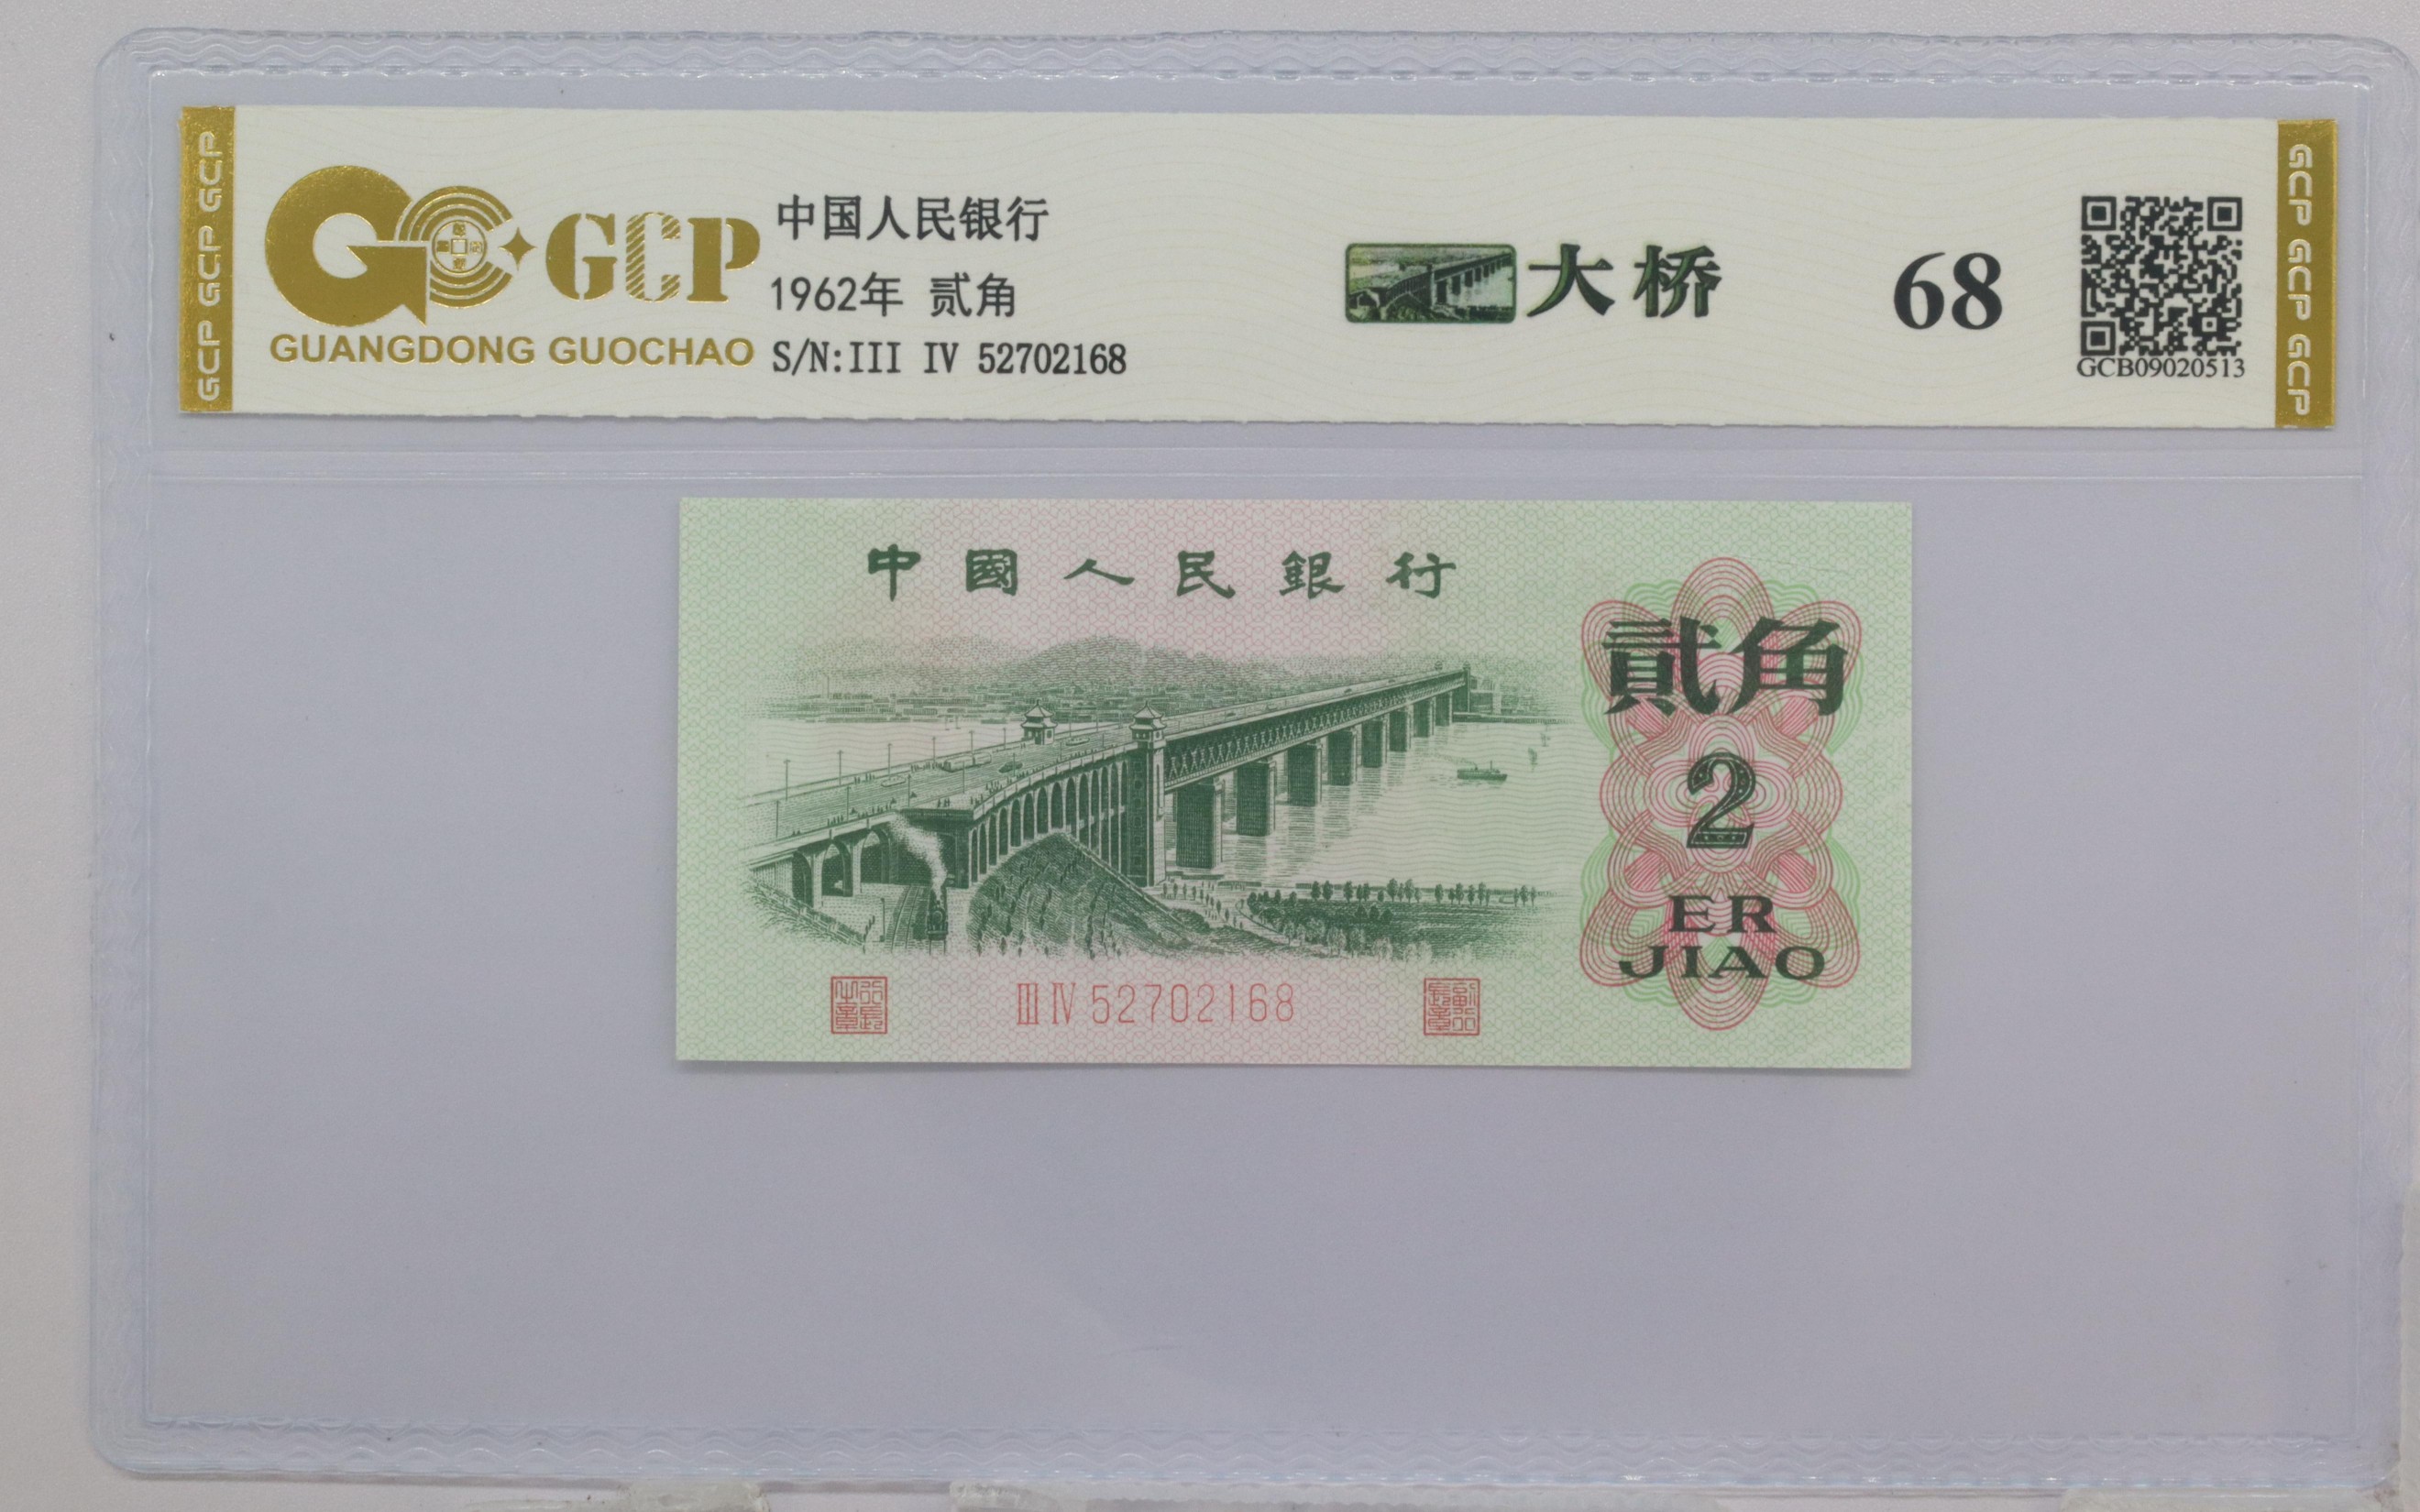 GCP GCP GCP
GCP
GUANGDONG GUOCHAO
中国人民银行
1962年 贰角
S/N:III IV 52702168
大桥
68
GCB09020513
GCP GCP GCP
中國人民銀行
貳角
2
ER
JIAO
III IV 52702168